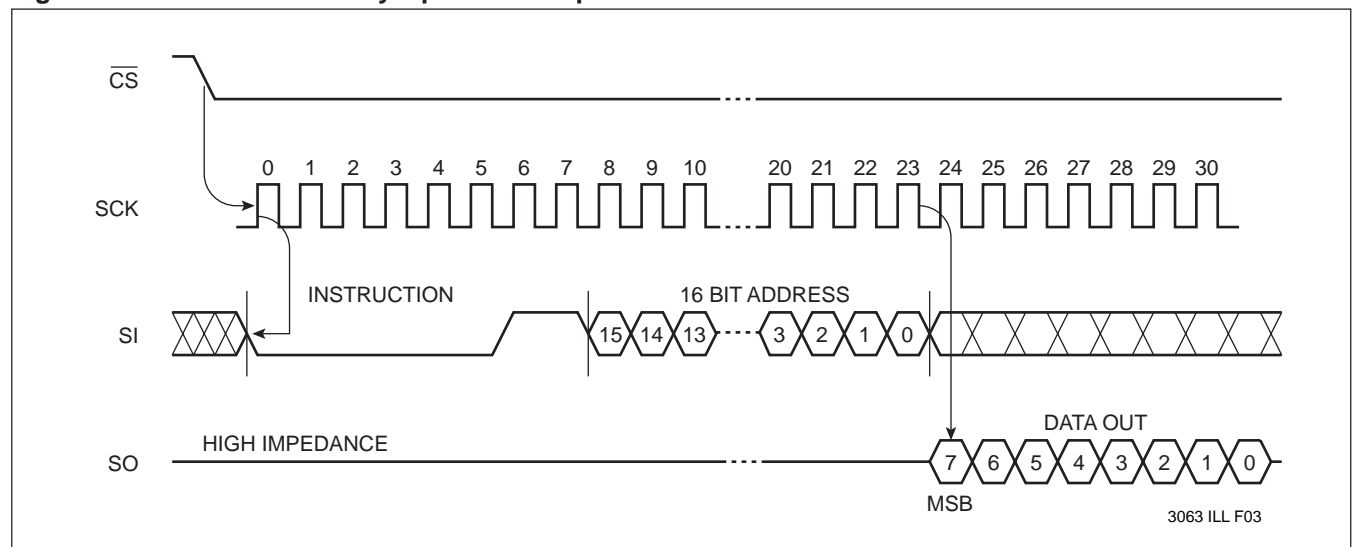 CS
0 1 2 3 4 5 6 7 8 9 10 20 21 22 23 24 25 26 27 28 29 30
SCK
INSTRUCTION 16 BIT ADDRESS
SI 15 14 13 3 2 1 0
DATA OUT
HIGH IMPEDANCE
SO 7 6 5 4 3 2 1 0
MSB
3063 ILL F03